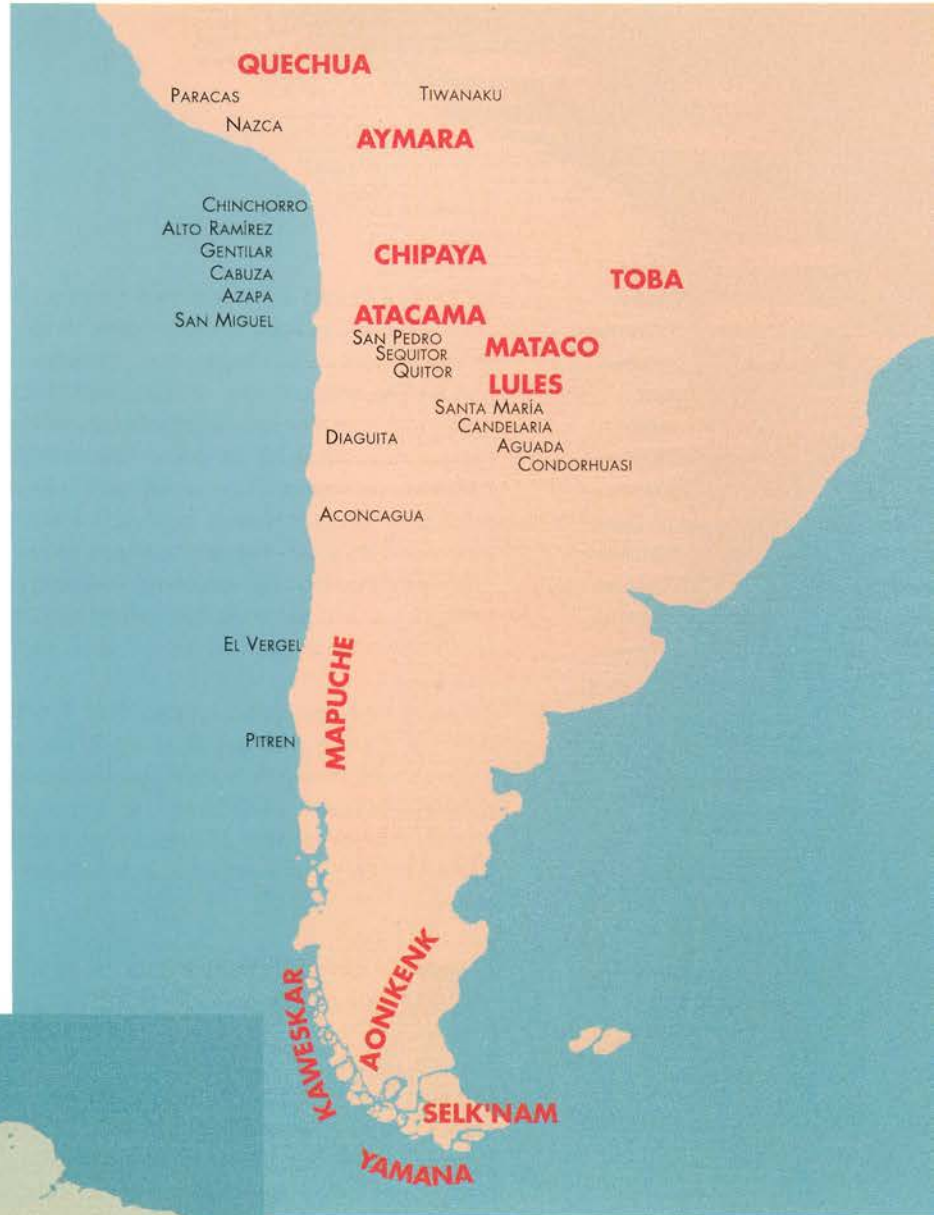 QUECHUA
PARACAS
TIWANAKU
NAZCA
AYMARA
CHINCHORRO
ALTO RAMÍREZ
GENTILAR
CABUZA
AZAPA
SAN MIGUEL
CHIPAYA
TOBA
ATACAMA
SAN PEDRO
SEQUITOR
QUITOR
MATACO
LULES
SANTA MARÍA
CANDELARIA
AGUADA
CONDORHUASI
DIAGUITA
ACONCAGUA
EL VERGEL
MAPUCHE
PITREN
KAWESKAR
AONIKENK
SELK'NAM
YAMANA